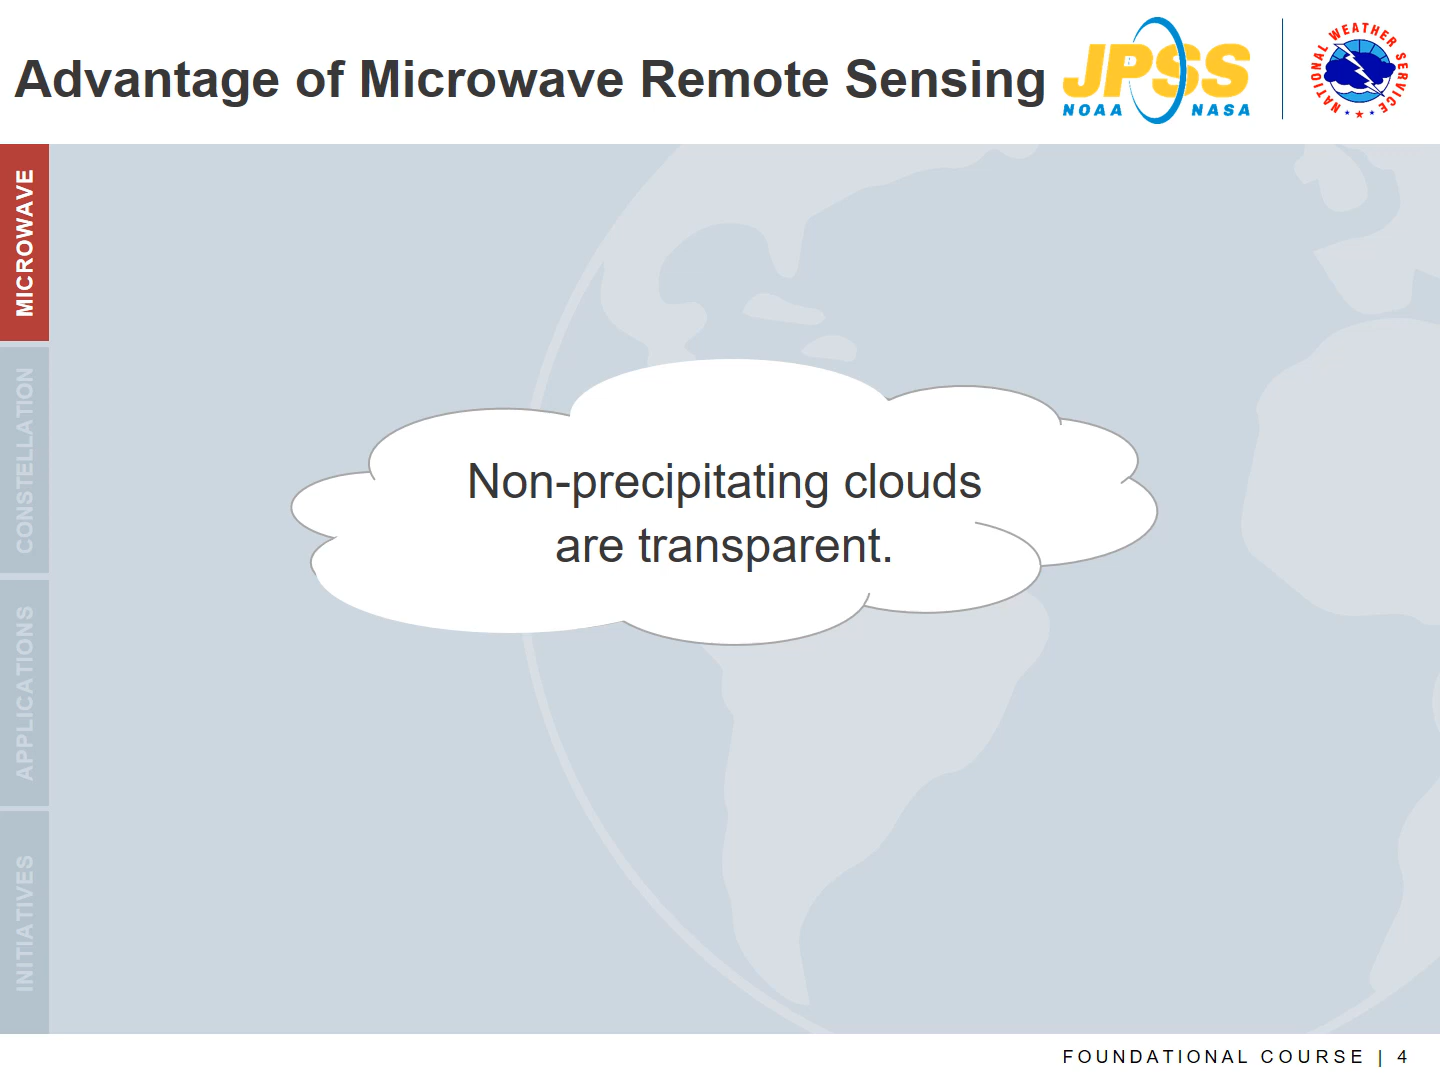 Advantage of Microwave Remote Sensing
JPSS
NOAA NASA
NATIONAL WEATHER SERVICE
MICROWAVE
CONSTELLATION
APPLICATIONS
INITIATIVES
Non-precipitating clouds
are transparent.
FOUNDATIONAL COURSE | 4